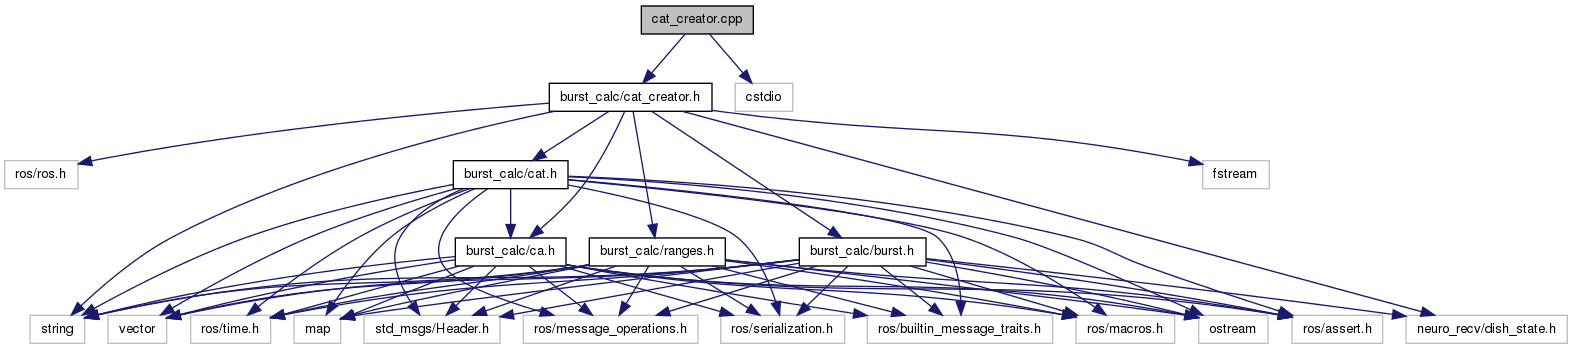 cat_creator.cpp
burst_calc/cat_creator.h
cstdio
ros/ros.h
burst_calc/cat.h
fstream
burst_calc/ca.h
burst_calc/ranges.h
burst_calc/burst.h
string
vector
ros/time.h
map
std_msgs/Header.h
ros/message_operations.h
ros/serialization.h
ros/builtin_message_traits.h
ros/macros.h
ostream
ros/assert.h
neuro_recv/dish_state.h